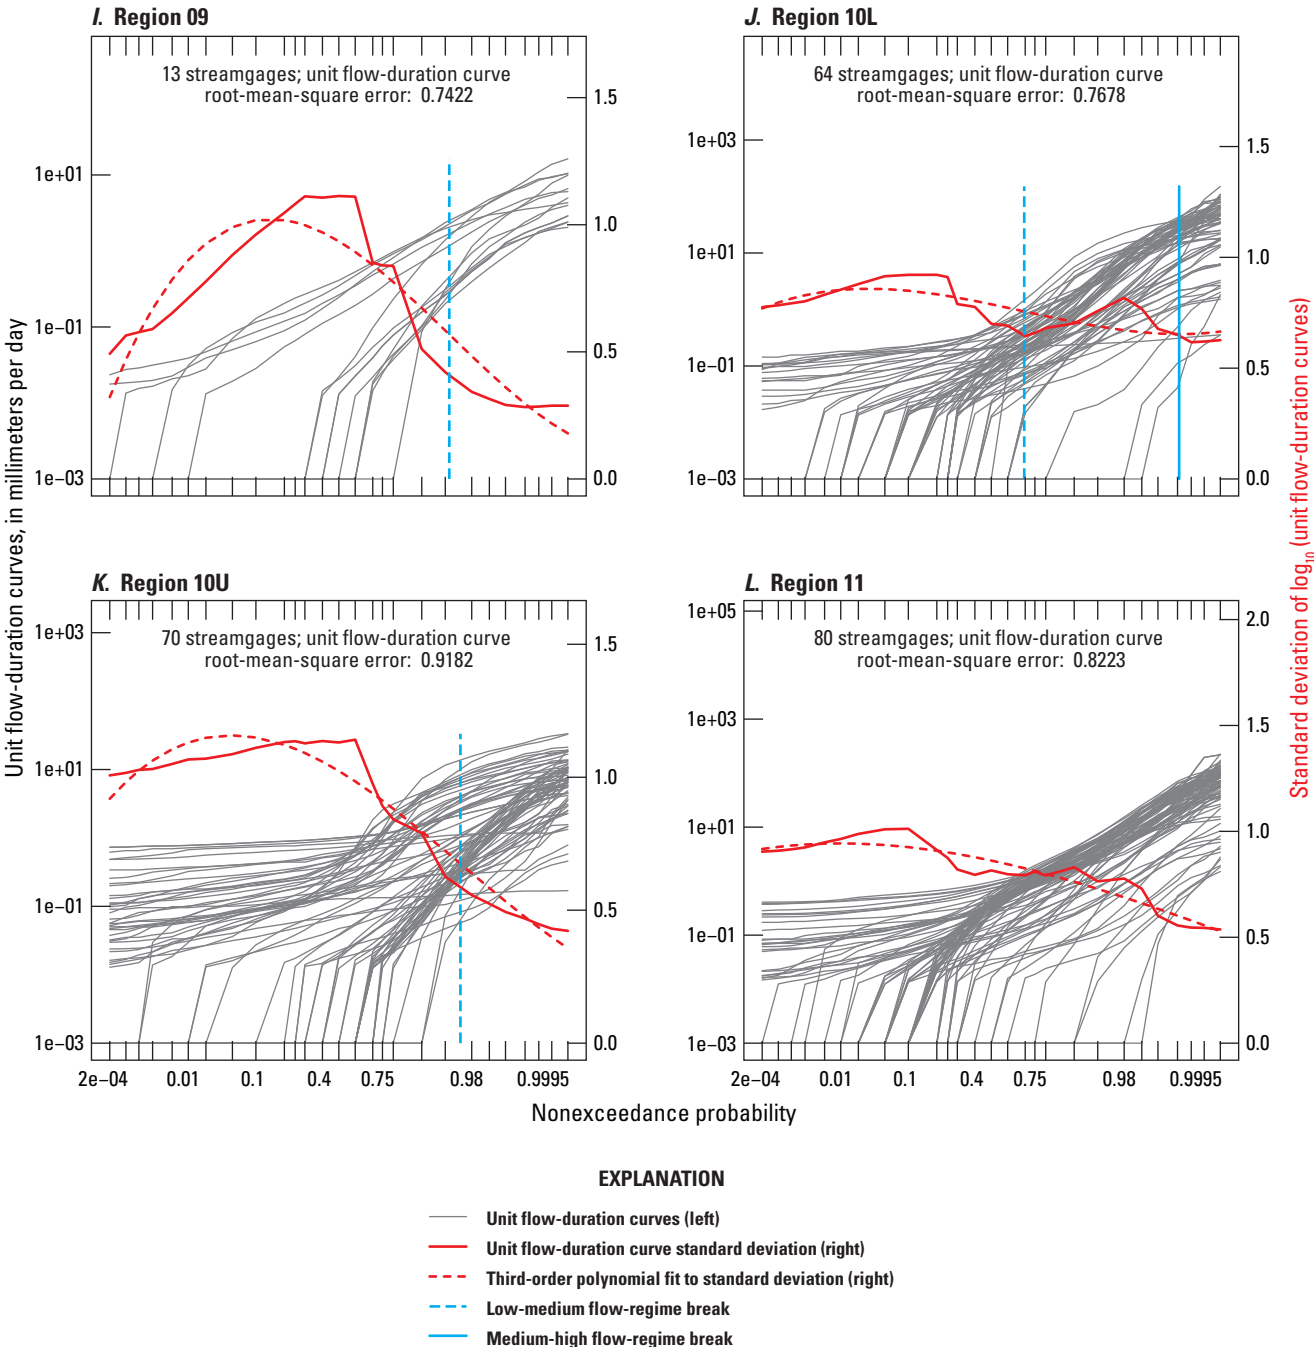 I. Region 09
13 streamgages; unit flow-duration curve
root-mean-square error: 0.7422
1e+01
1e−01
1e−03
1.5
1.0
0.5
0.0
J. Region 10L
64 streamgages; unit flow-duration curve
root-mean-square error: 0.7678
1e+03
1e+01
1e−01
1e−03
1.5
1.0
0.5
0.0
K. Region 10U
70 streamgages; unit flow-duration curve
root-mean-square error: 0.9182
1e+03
1e+01
1e−01
1e−03
1.5
1.0
0.5
0.0
2e−04 0.01 0.1 0.4 0.75 0.98 0.9995
L. Region 11
80 streamgages; unit flow-duration curve
root-mean-square error: 0.8223
1e+05
1e+03
1e+01
1e−01
1e−03
2.0
1.5
1.0
0.5
0.0
2e−04 0.01 0.1 0.4 0.75 0.98 0.9995
Unit flow-duration curves, in millimeters per day
Standard deviation of log10 (unit flow-duration curves)
Nonexceedance probability
EXPLANATION
Unit flow-duration curves (left)
Unit flow-duration curve standard deviation (right)
Third-order polynomial fit to standard deviation (right)
Low-medium flow-regime break
Medium-high flow-regime break